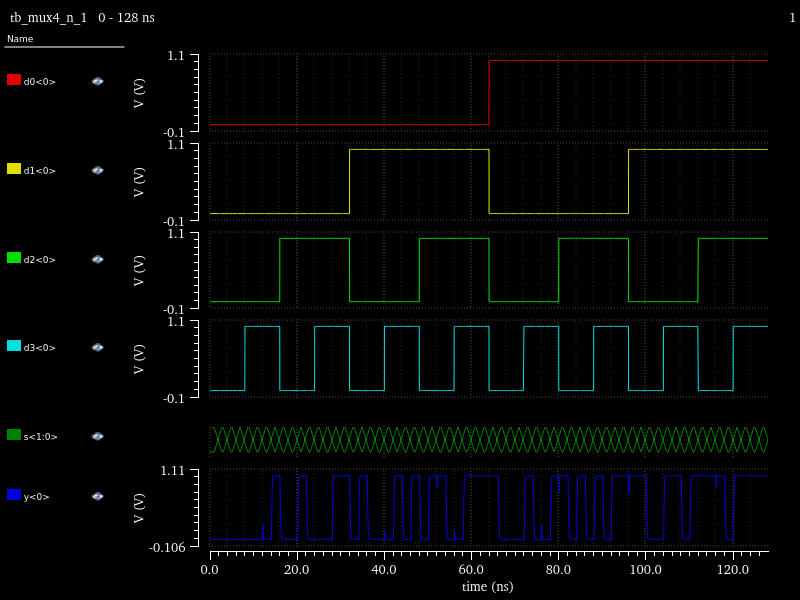 tb_mux4_n_1 0 - 128 ns 1
Name
d0<0>
V (V)
1.1
-0.1
d1<0>
V (V)
1.1
-0.1
d2<0>
V (V)
1.1
-0.1
d3<0>
V (V)
1.1
-0.1
s<1:0>
y<0>
V (V)
1.11
-0.106
0.0 20.0 40.0 60.0 80.0 100.0 120.0
time (ns)